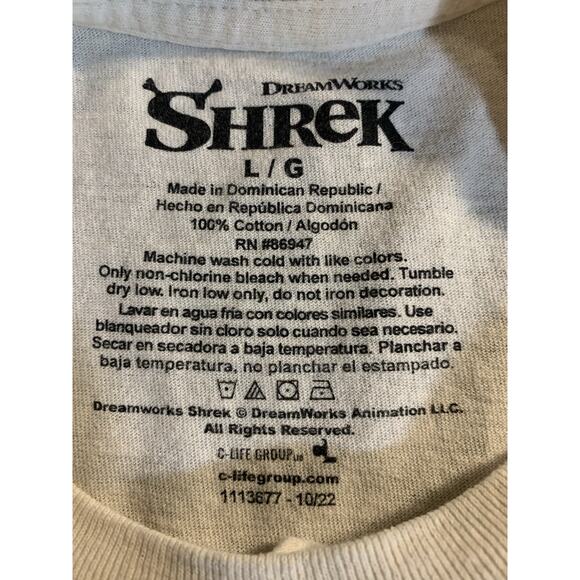 DREAMWORKS
SHREK
L / G
Made in Dominican Republic /
Hecho en República Dominicana
100% Cotton / Algodón
RN #86947
Machine wash cold with like colors.
Only non-chlorine bleach when needed. Tumble
dry low. Iron low only, do not iron decoration.
Lavar en agua fría con colores similares. Use
blanqueador sin cloro solo cuando sea necesario.
Secar en secadora a baja temperatura. Planchar a
baja temperatura, no planchar el estampado.
Dreamworks Shrek © DreamWorks Animation LLC.
All Rights Reserved.
C-LIFE GROUP LTD
c-lifegroup.com
1113677 - 10/22